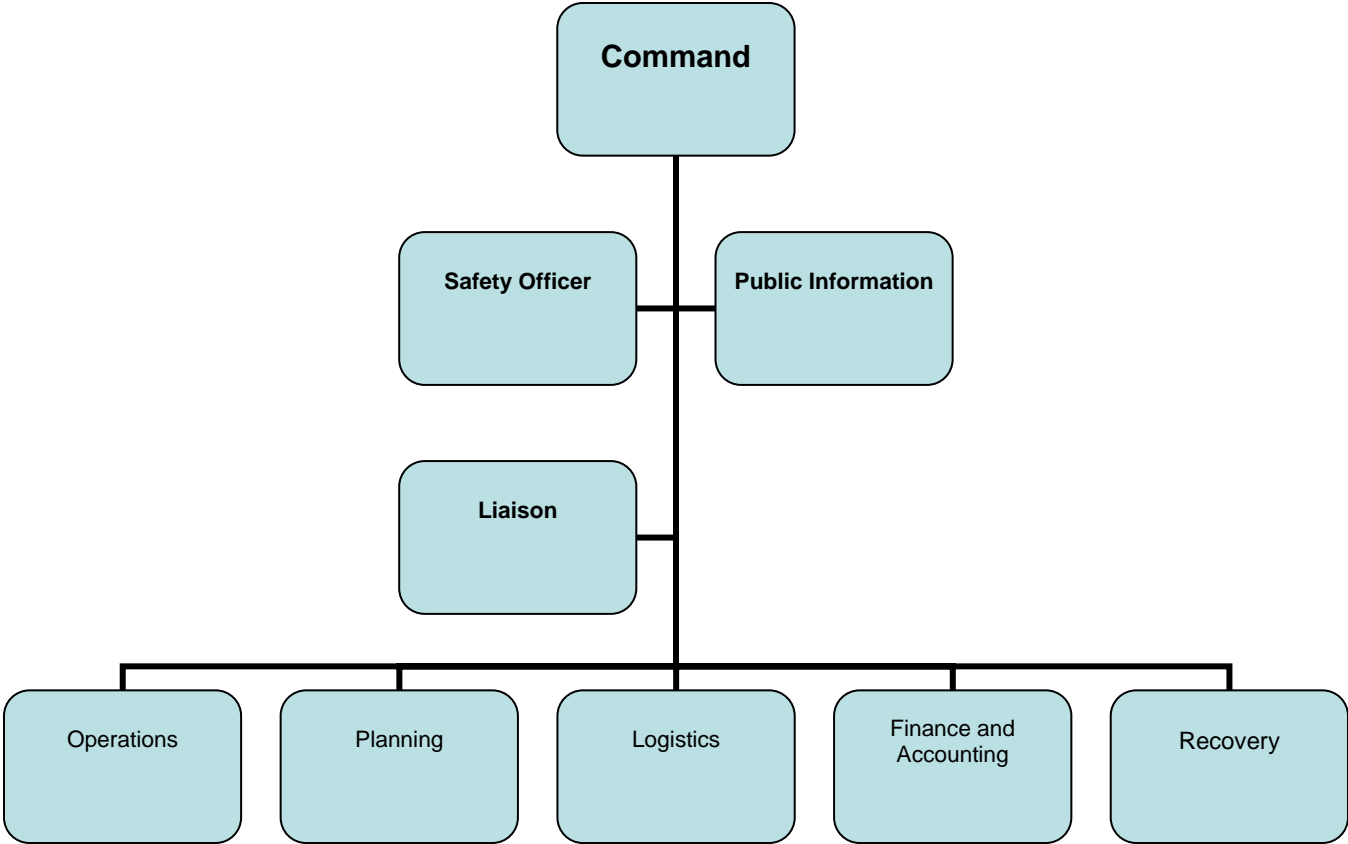 Command
Safety Officer
Public Information
Liaison
Operations
Planning
Logistics
Finance and
Accounting
Recovery